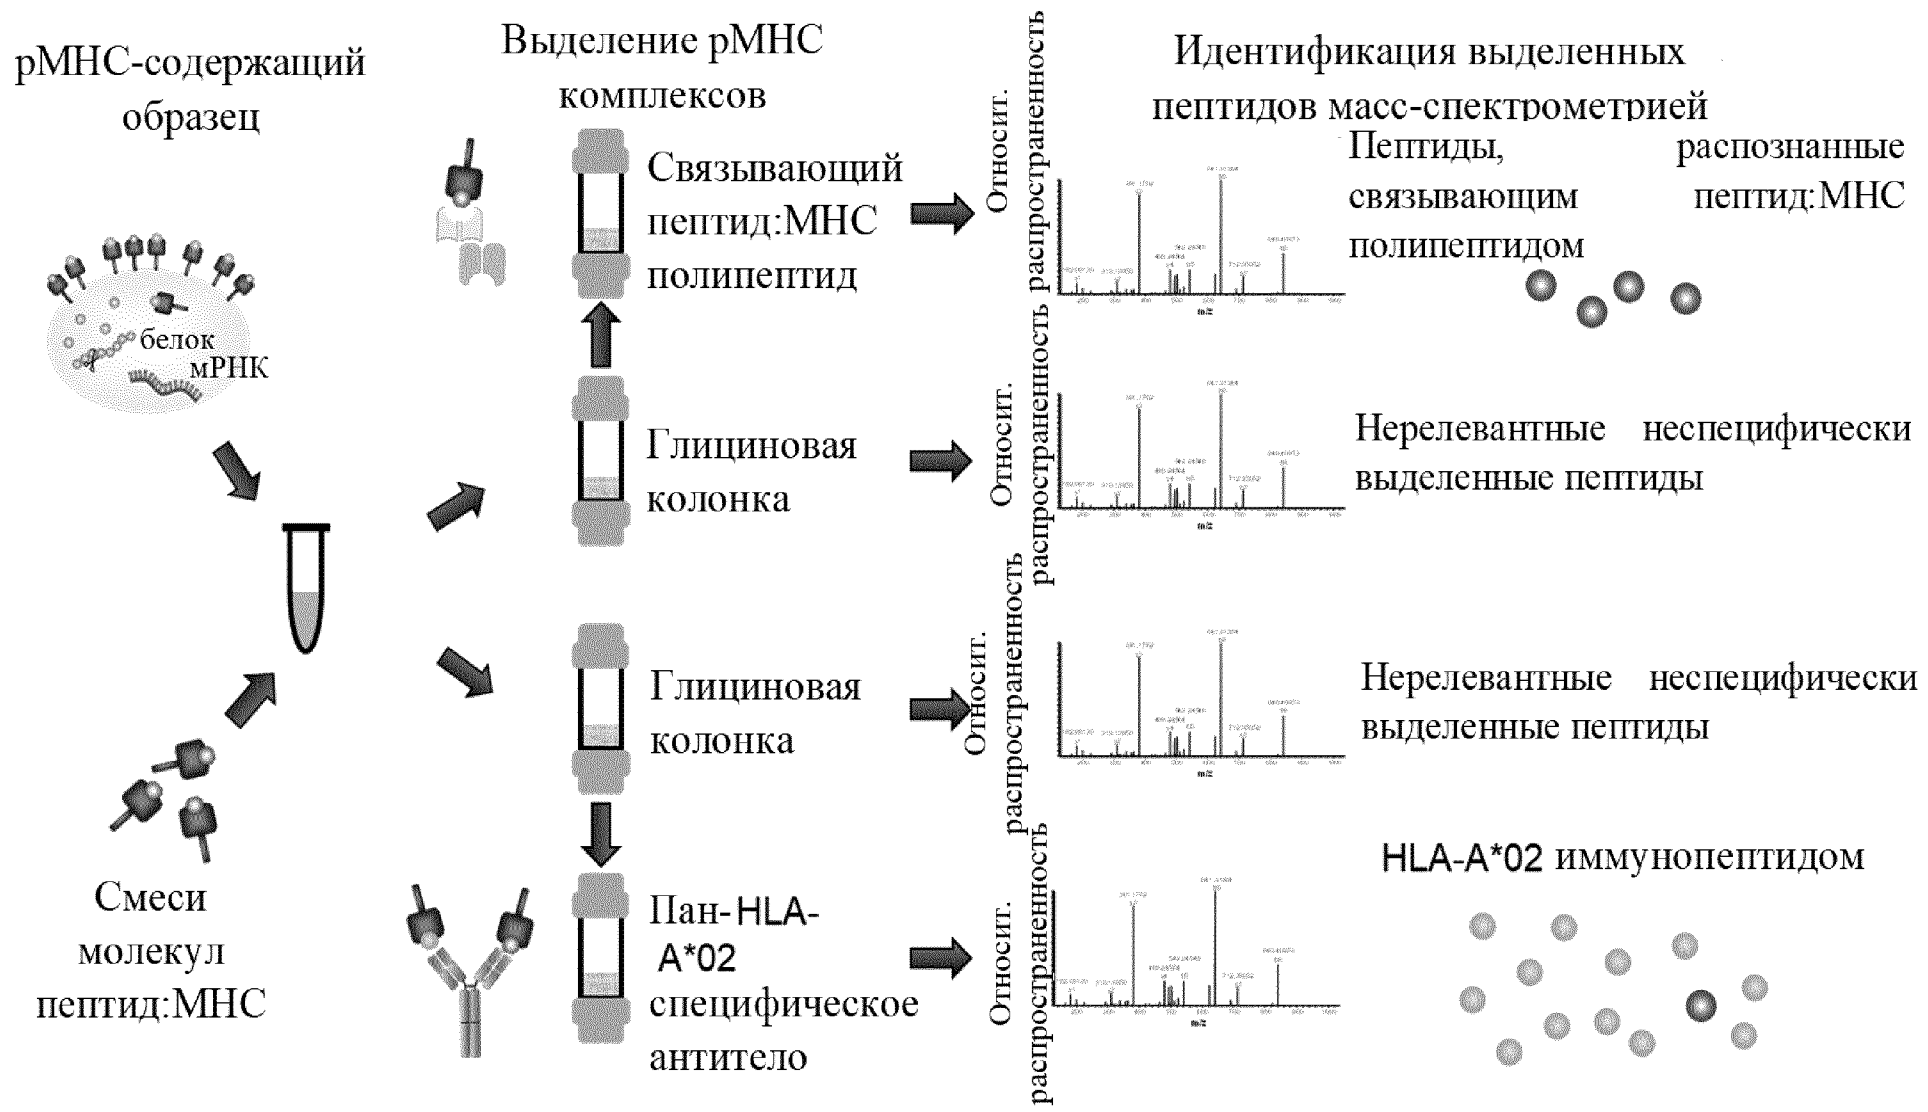 рМНС-содержащий
образец
белок
мРНК
Смеси
молекул
пептид:МНС
Выделение рМНС
комплексов
Связывающий
пептид:МНС
полипептид
Глициновая
колонка
Глициновая
колонка
Пан-HLA-
A*02
специфическое
антитело
Идентификация выделенных
пептидов масс-спектрометрией
Относит.
распространенность
m/z
Пептиды, распознанные
связывающим пептид:МНС
полипептидом
Относит.
распространенность
m/z
Нерелевантные неспецифически
выделенные пептиды
Относит.
распространенность
m/z
Нерелевантные неспецифически
выделенные пептиды
Относит.
распространенность
m/z
HLA-A*02 иммунопептидом